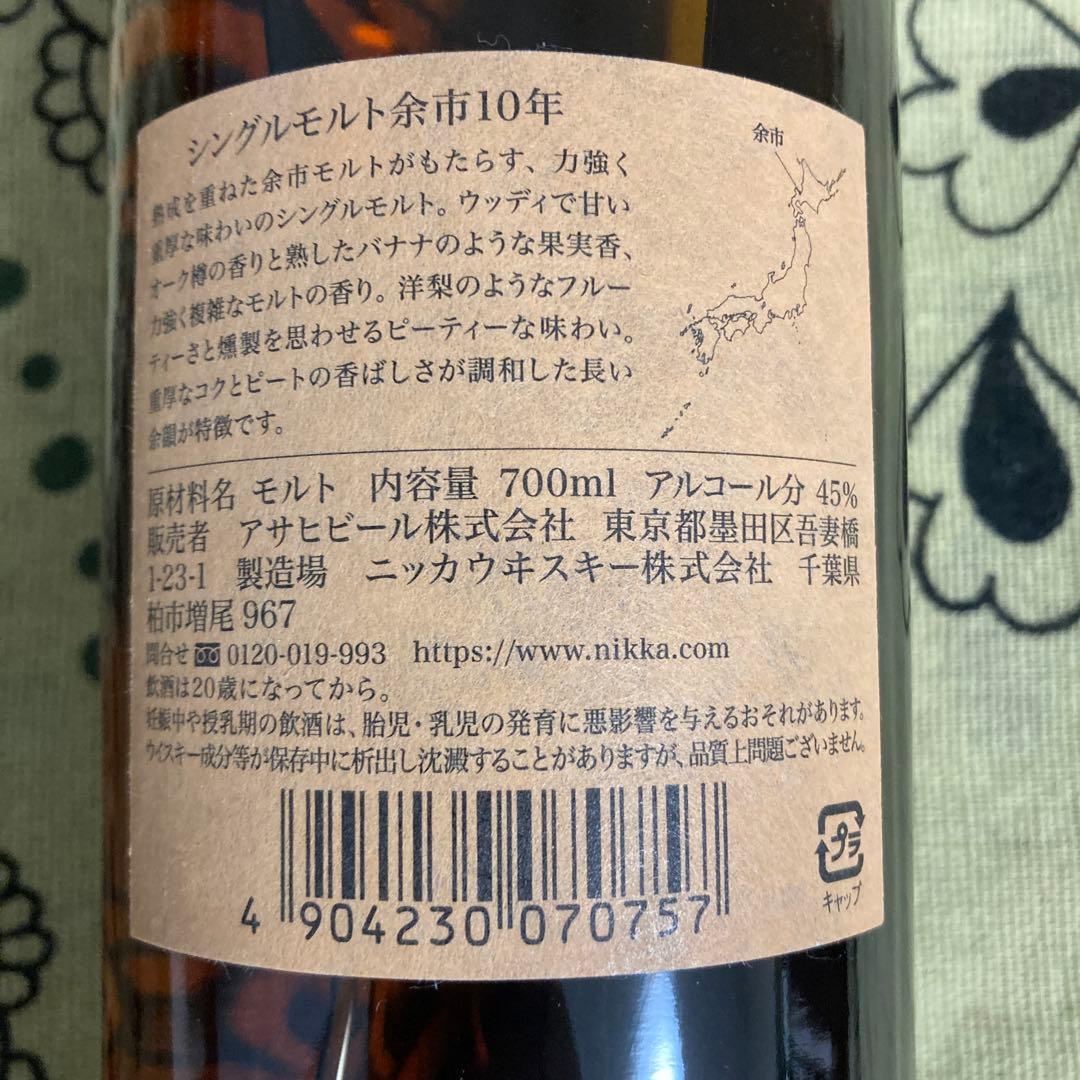 シングルモルト余市10年
余市
熟成を重ねた余市モルトがもたらす、力強く
重厚な味わいのシングルモルト。ウッディで甘い
オーク樽の香りと熟したバナナのような果実香、
力強く複雑なモルトの香り。洋梨のようなフルー
ティーさと燻製を思わせるピーティーな味わい。
重厚なコクとピートの香ばしさが調和した長い
余韻が特徴です。
原材料名 モルト 内容量 700ml アルコール分 45%
販売者 アサヒビール株式会社 東京都墨田区吾妻橋
1-23-1 製造場 ニッカウヰスキー株式会社 千葉県
柏市増尾 967
問合せ 0120-019-993 https://www.nikka.com
飲酒は20歳になってから。
妊娠中や授乳期の飲酒は、胎児・乳児の発育に悪影響を与えるおそれがあります。
ウイスキー成分等が保存中に析出し沈澱することがありますが、品質上問題ございません。
プラ
キャップ
4 904230 070757